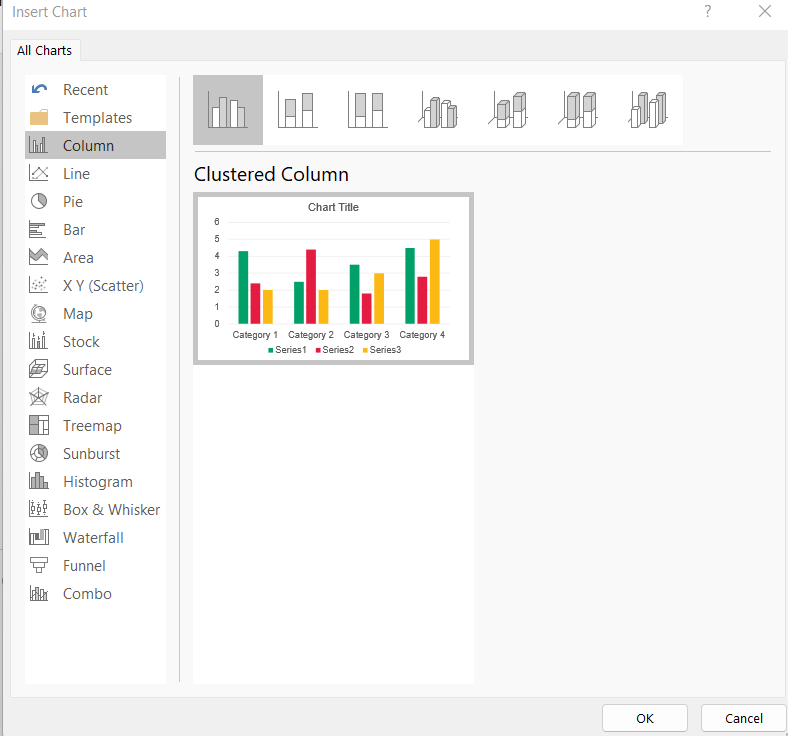 Insert Chart
?
All Charts
Recent
Templates
Column
Line
Pie
Bar
Area
X Y (Scatter)
Map
Stock
Surface
Radar
Treemap
Sunburst
Histogram
Box & Whisker
Waterfall
Funnel
Combo
Clustered Column
Chart Title
6
5
4
3
2
1
0
Category 1 Category 2 Category 3 Category 4
Series1 Series2 Series3
OK Cancel